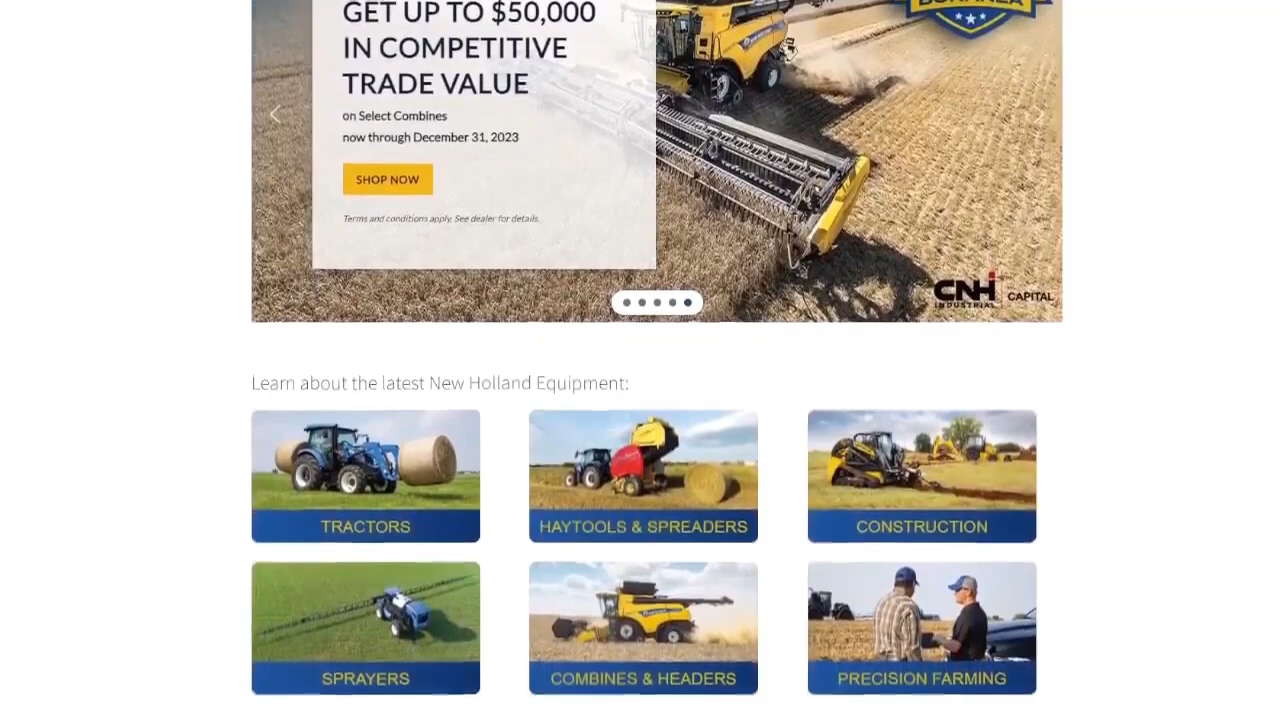 GET UP TO $50,000
IN COMPETITIVE
TRADE VALUE
on Select Combines
now through December 31, 2023
SHOP NOW
Terms and conditions apply. See dealer for details.
CNH
INDUSTRIAL
CAPITAL
Learn about the latest New Holland Equipment:
TRACTORS
HAYTOOLS & SPREADERS
CONSTRUCTION
SPRAYERS
COMBINES & HEADERS
PRECISION FARMING